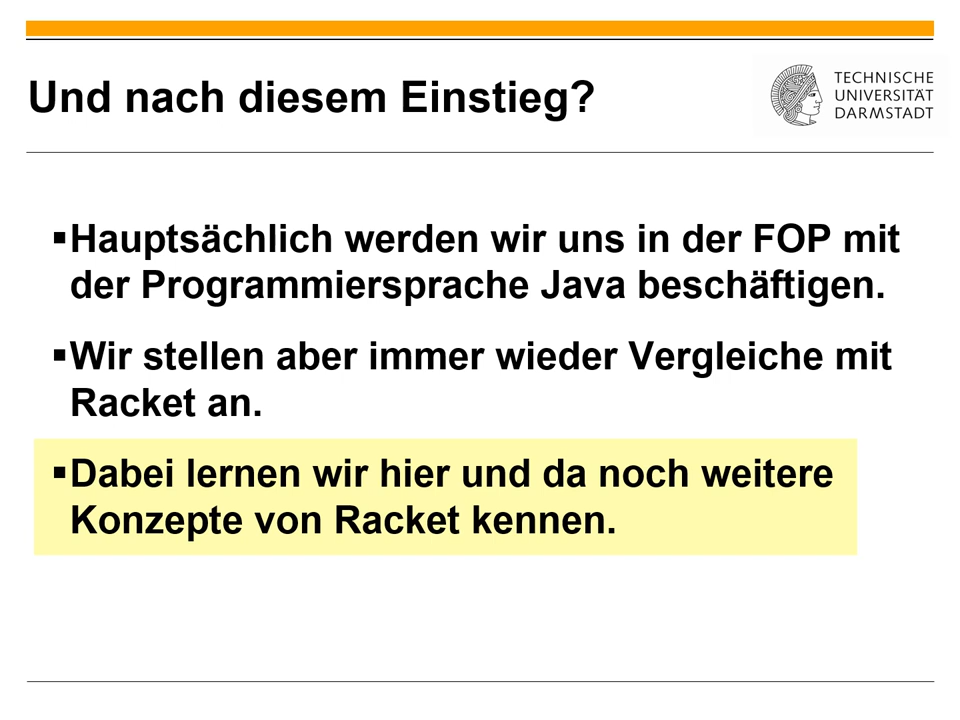 Und nach diesem Einstieg?
TECHNISCHE
UNIVERSITÄT
DARMSTADT
▪Hauptsächlich werden wir uns in der FOP mit
der Programmiersprache Java beschäftigen.
▪Wir stellen aber immer wieder Vergleiche mit
Racket an.
▪Dabei lernen wir hier und da noch weitere
Konzepte von Racket kennen.